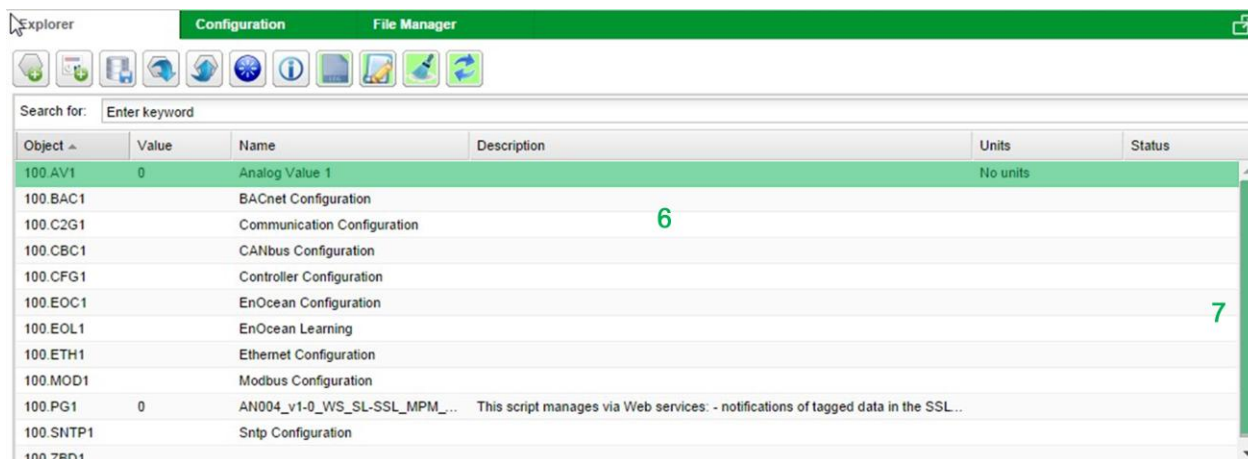 Explorer Configuration File Manager
Search for: Enter keyword
Object Value Name Description Units Status
100.AV1 0 Analog Value 1 No units
100.BAC1 BACnet Configuration
6
100.C2G1 Communication Configuration
100.CBC1 CANbus Configuration
100.CFG1 Controller Configuration
100.EOC1 EnOcean Configuration
7
100.EOL1 EnOcean Learning
100.ETH1 Ethernet Configuration
100.MOD1 Modbus Configuration
100.PG1 0 AN004_v1-0_WS_SL-SSL_MPM_... This script manages via Web services: - notifications of tagged data in the SSL...
100.SNTP1 Sntp Configuration
100.ZBD1